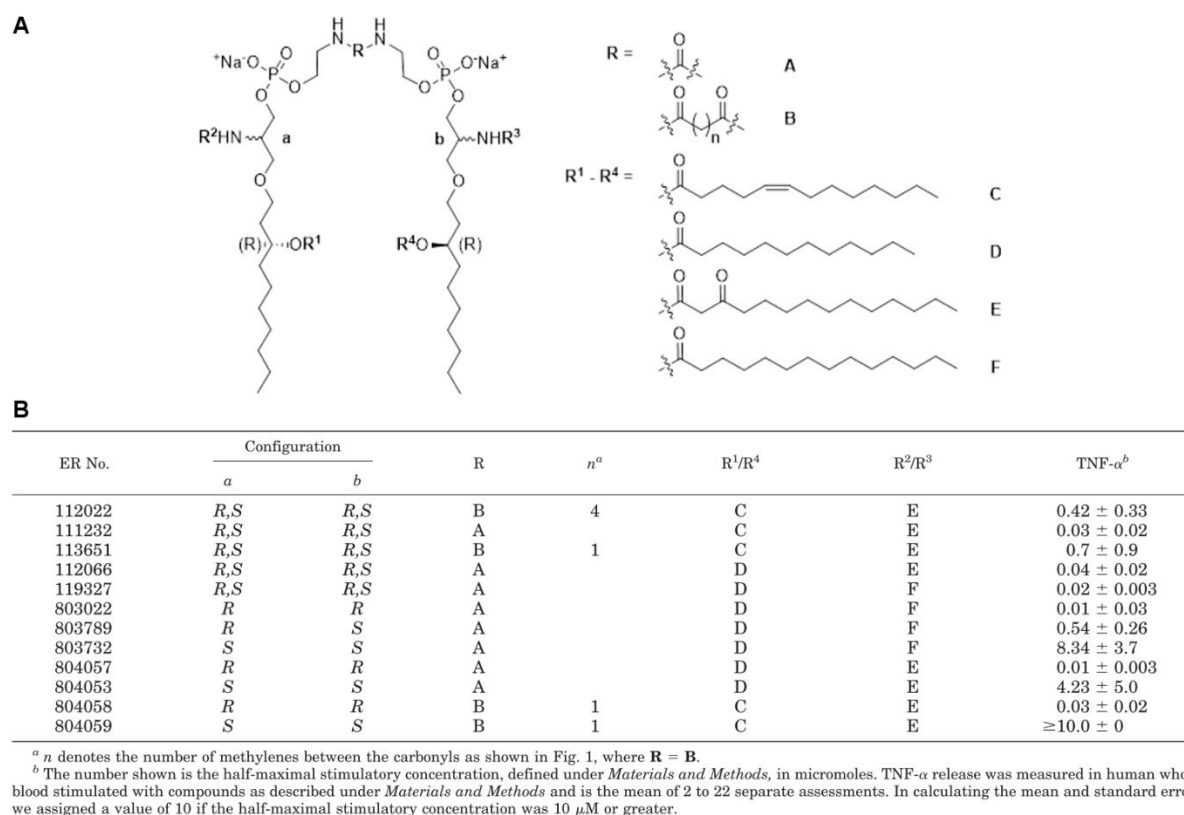 A
H H
N R N
+Na-O O O O-Na+
P P
O O O O
R²HN a b NHR³
O O
(R) OR¹ R⁴O (R)
R = O A
O O
( )n B
R¹ - R⁴ = O C
O D
O O E
O F
B
ER No. Configuration R nᵃ R¹/R⁴ R²/R³ TNF-αᵇ
a b
112022 R,S R,S B 4 C E 0.42 ± 0.33
111232 R,S R,S A C E 0.03 ± 0.02
113651 R,S R,S B 1 C E 0.7 ± 0.9
112066 R,S R,S A D E 0.04 ± 0.02
119327 R,S R,S A D F 0.02 ± 0.003
803022 R R A D F 0.01 ± 0.03
803789 R S A D F 0.54 ± 0.26
803732 S S A D F 8.34 ± 3.7
804057 R R A D E 0.01 ± 0.003
804053 S S A D E 4.23 ± 5.0
804058 R R B 1 C E 0.03 ± 0.02
804059 S S B 1 C E ≥10.0 ± 0
ᵃ n denotes the number of methylenes between the carbonyls as shown in Fig. 1, where R = B.
ᵇ The number shown is the half-maximal stimulatory concentration, defined under Materials and Methods, in micromoles. TNF-α release was measured in human who
blood stimulated with compounds as described under Materials and Methods and is the mean of 2 to 22 separate assessments. In calculating the mean and standard erro
we assigned a value of 10 if the half-maximal stimulatory concentration was 10 μM or greater.